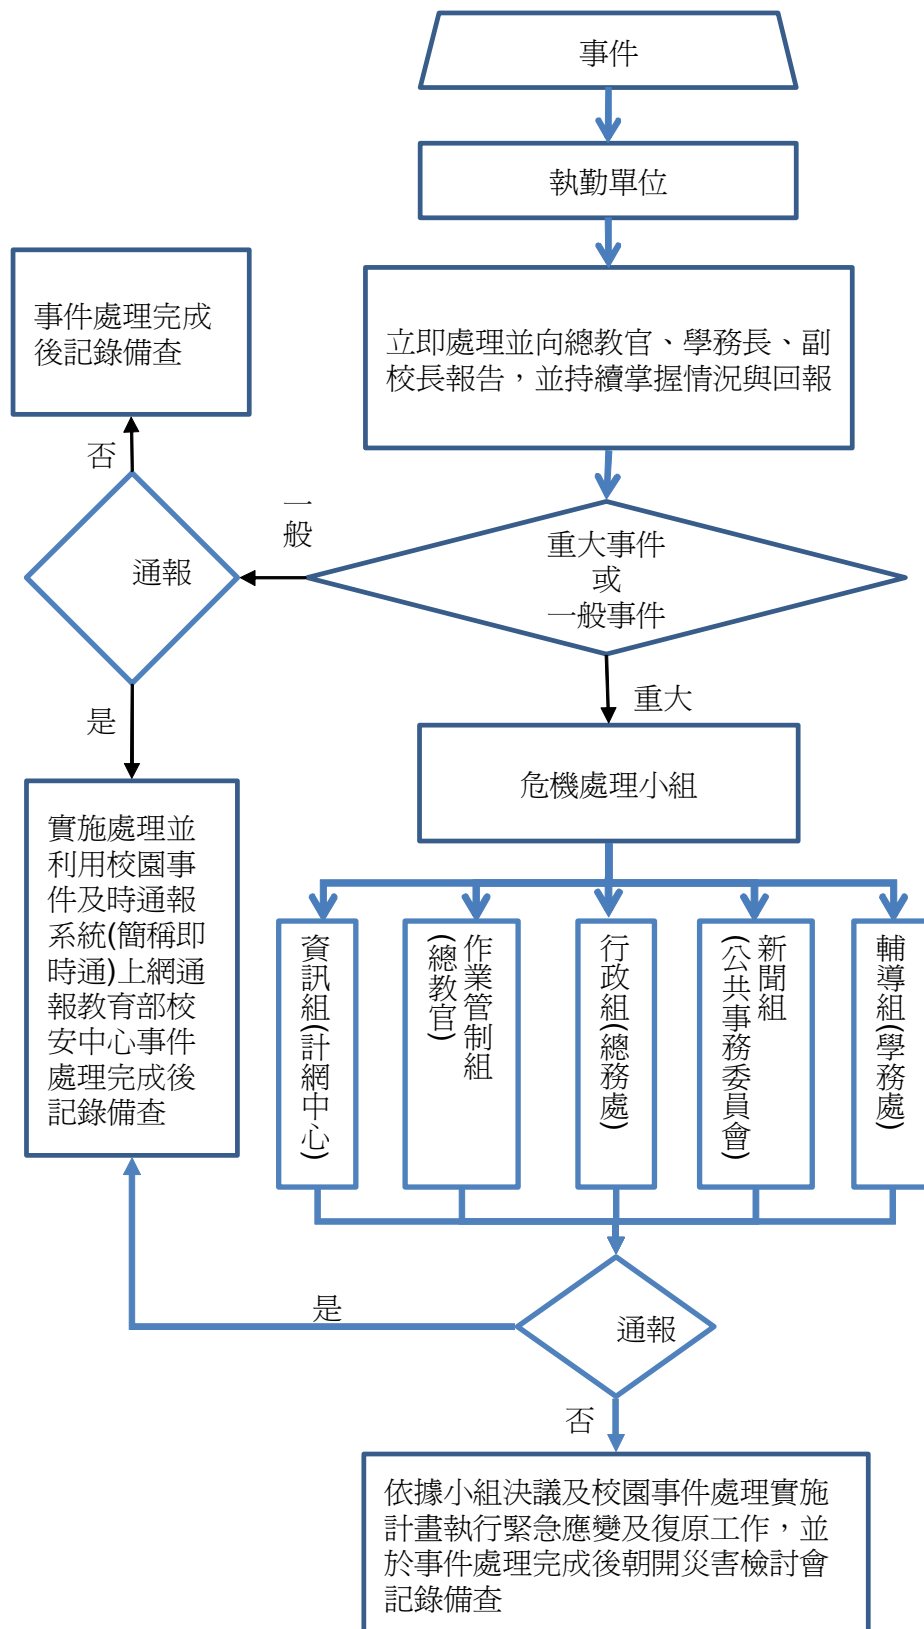 事件
執勤單位
事件處理完成
後記錄備查
立即處理並向總教官、學務長、副
校長報告，並持續掌握情況與回報
否
一般
通報
重大事件
或
一般事件
是
重大
危機處理小組
實施處理並
利用校園事
件及時通報
系統(簡稱即
時通)上網通
報教育部校
安中心事件
處理完成後
記錄備查
資訊組(計網中心)
作業管制組
(總教官)
行政組(總務處)
新聞組
(公共事務委員會)
輔導組(學務處)
是
通報
否
依據小組決議及校園事件處理實施
計畫執行緊急應變及復原工作，並
於事件處理完成後朝開災害檢討會
記錄備查